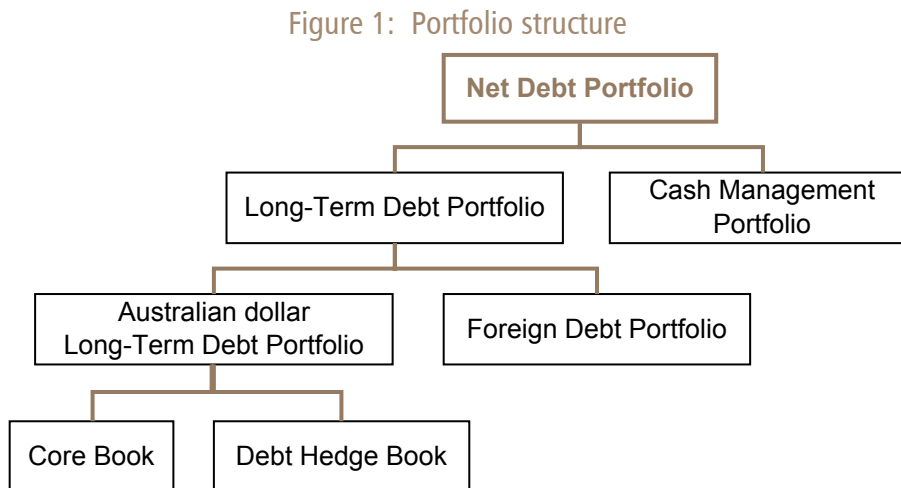 Figure 1: Portfolio structure
Net Debt Portfolio
Long-Term Debt Portfolio
Cash Management
Portfolio
Australian dollar
Long-Term Debt Portfolio
Foreign Debt Portfolio
Core Book
Debt Hedge Book